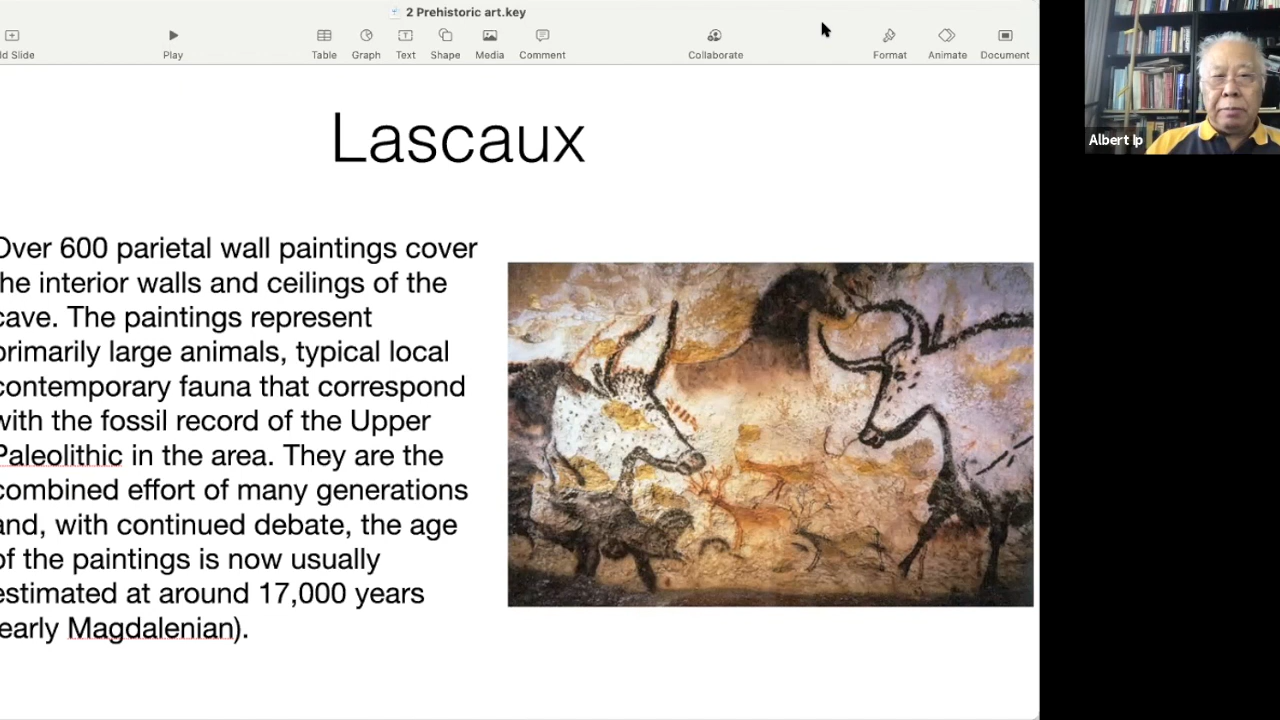 2 Prehistoric art.key
d Slide
Play
Table
Graph
Text
Shape
Media
Comment
Collaborate
Format
Animate
Document
Albert Ip
Lascaux
Over 600 parietal wall paintings cover
he interior walls and ceilings of the
cave. The paintings represent
primarily large animals, typical local
contemporary fauna that correspond
with the fossil record of the Upper
Paleolithic in the area. They are the
combined effort of many generations
and, with continued debate, the age
of the paintings is now usually
estimated at around 17,000 years
early Magdalenian).